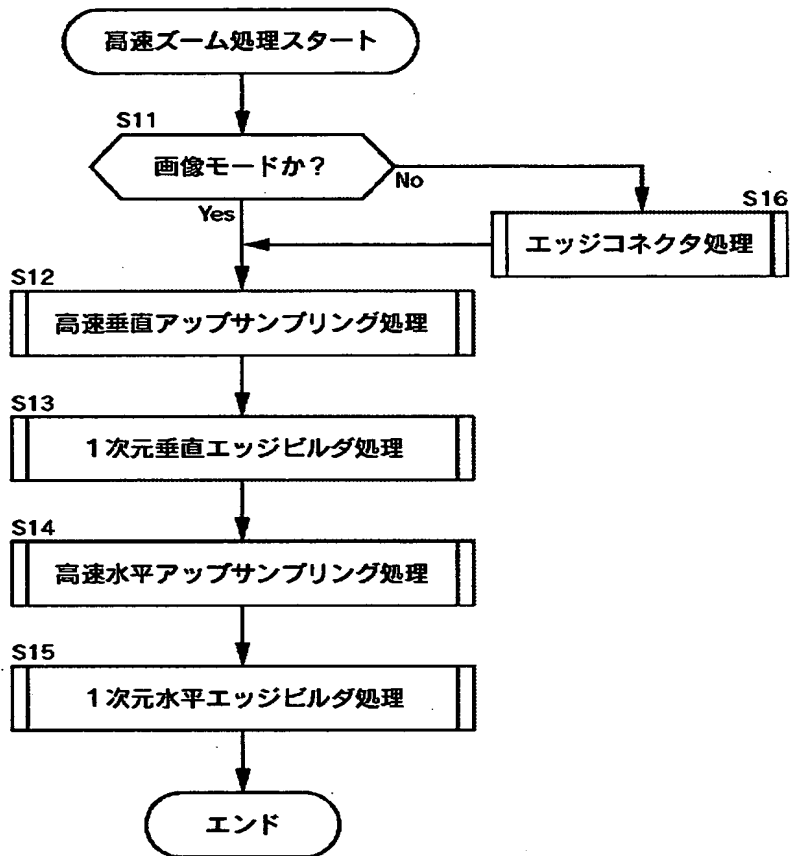 高速ズーム処理スタート
S11
画像モードか?
No
Yes
S16
エッジコネクタ処理
S12
高速垂直アップサンプリング処理
S13
1次元垂直エッジビルダ処理
S14
高速水平アップサンプリング処理
S15
1次元水平エッジビルダ処理
エンド